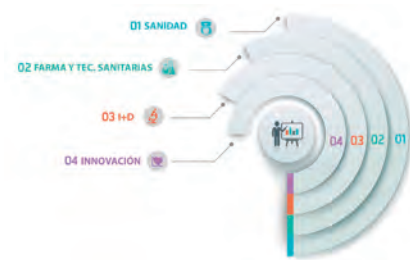 01 SANIDAD
02 FARMA Y TEC. SANITARIAS
03 I+D
04 INNOVACIÓN
04 03 02 01